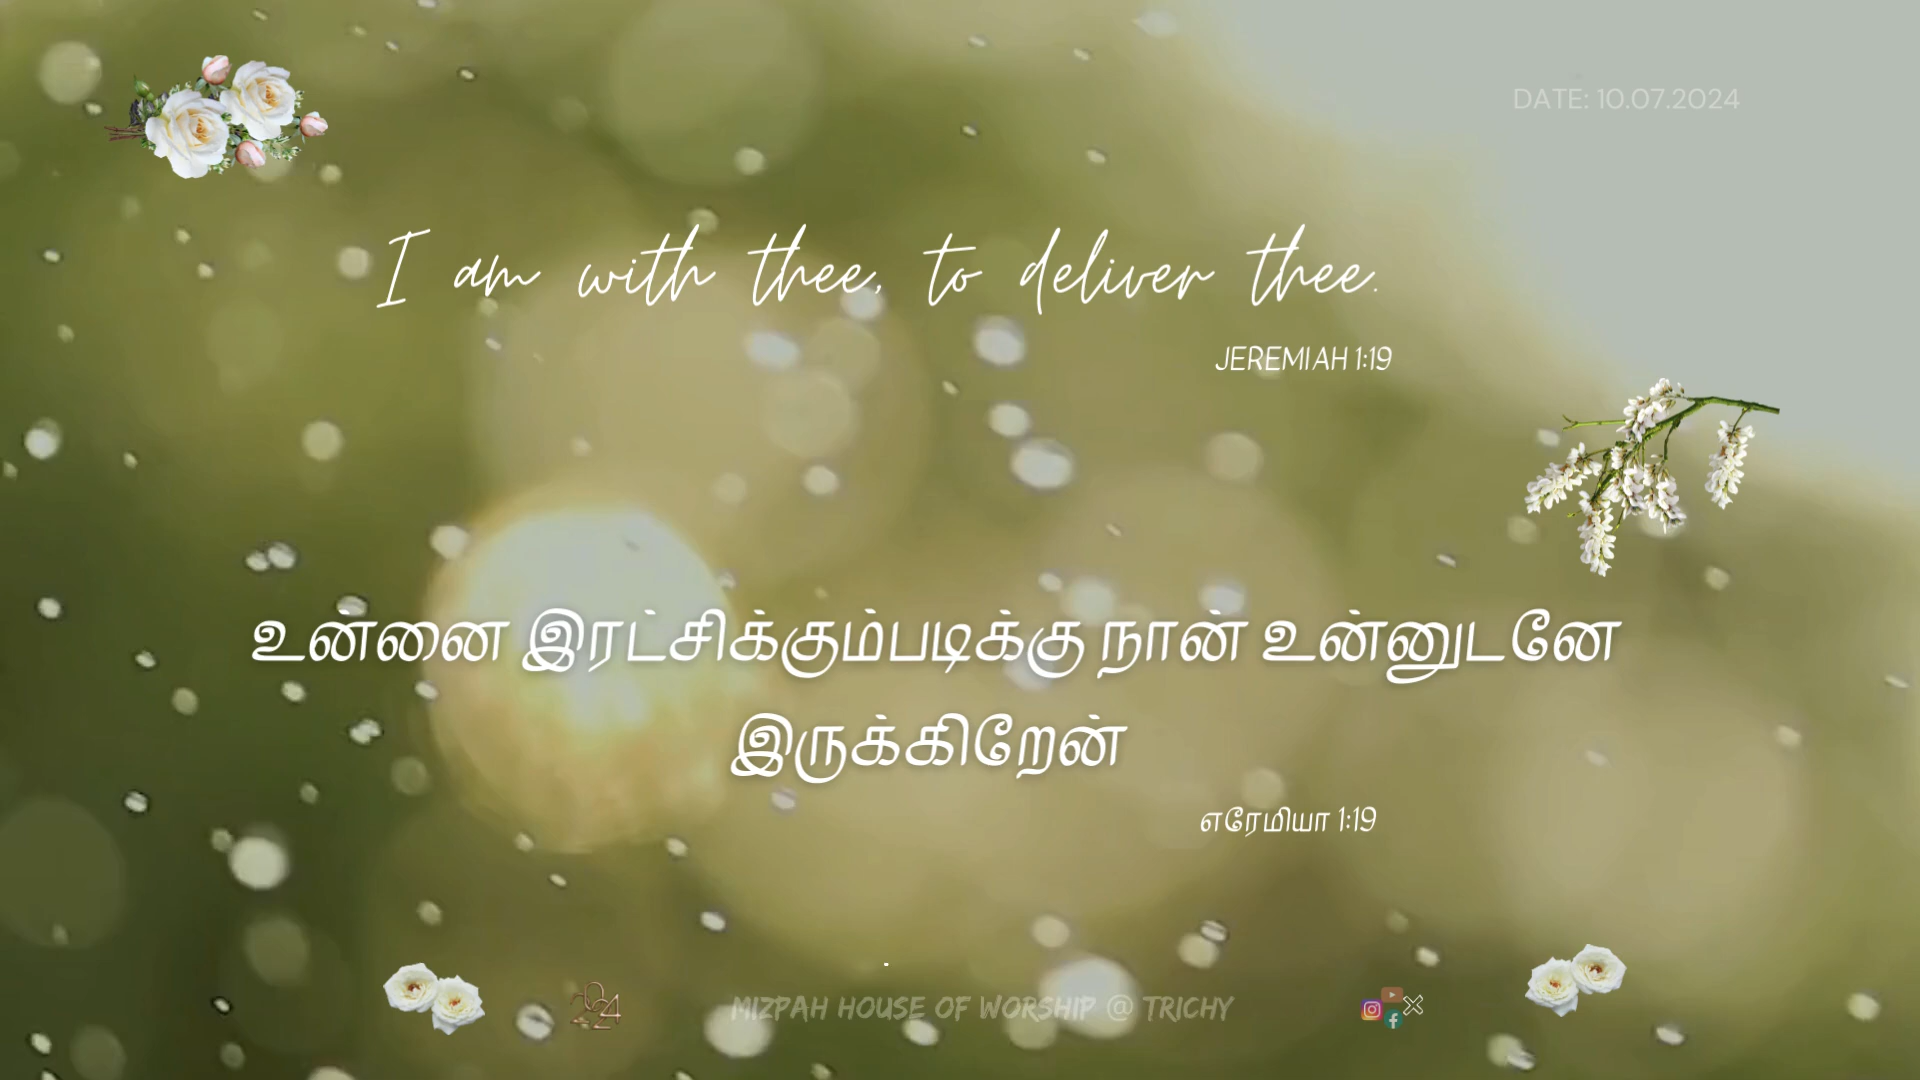 DATE: 10.07.2024
I am with thee, to deliver thee.
JEREMIAH 1:19
உன்னை இரட்சிக்கும்படிக்கு நான் உன்னுடனே
இருக்கிறேன்
எரேமியா 1:19
2024
MIZPAH HOUSE OF WORSHIP @ TRICHY